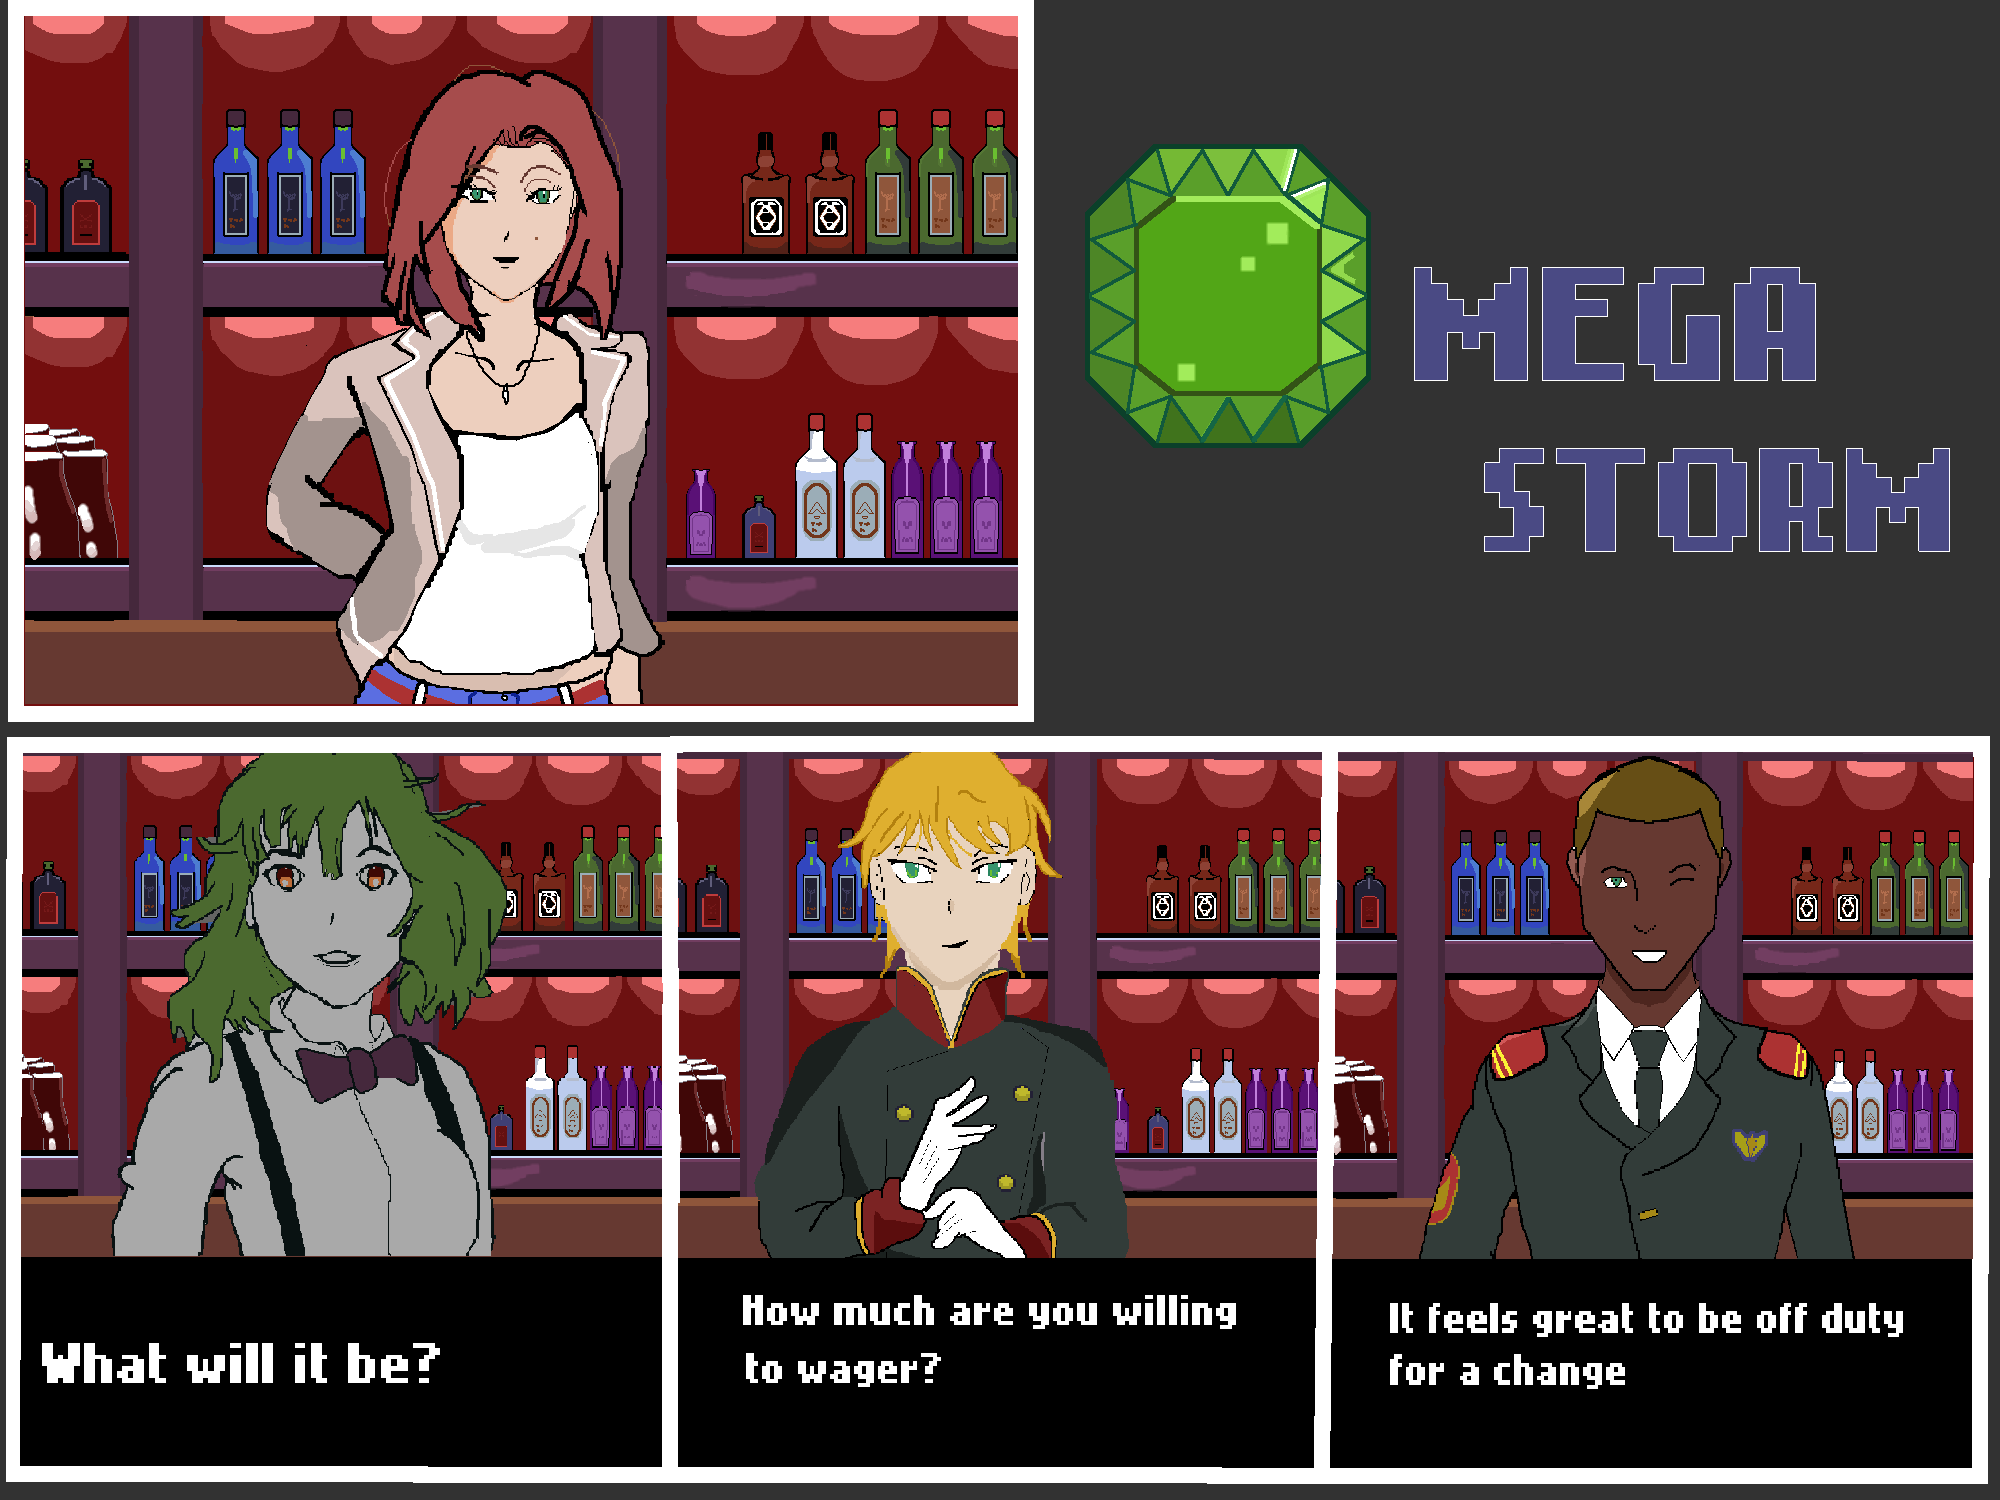 MEGA
STORM
What will it be?
How much are you willing
to wager?
It feels great to be off duty
for a change